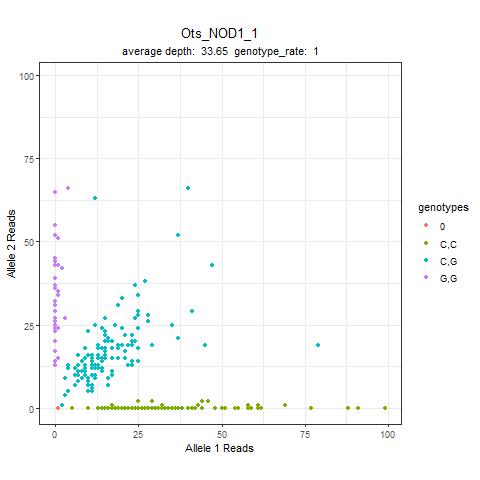 Ots_NOD1_1
average depth:  33.65  genotype_rate:  1
100
75
50
25
0
Allele 2 Reads
0
25
50
75
100
Allele 1 Reads
genotypes
0
C,C
C,G
G,G